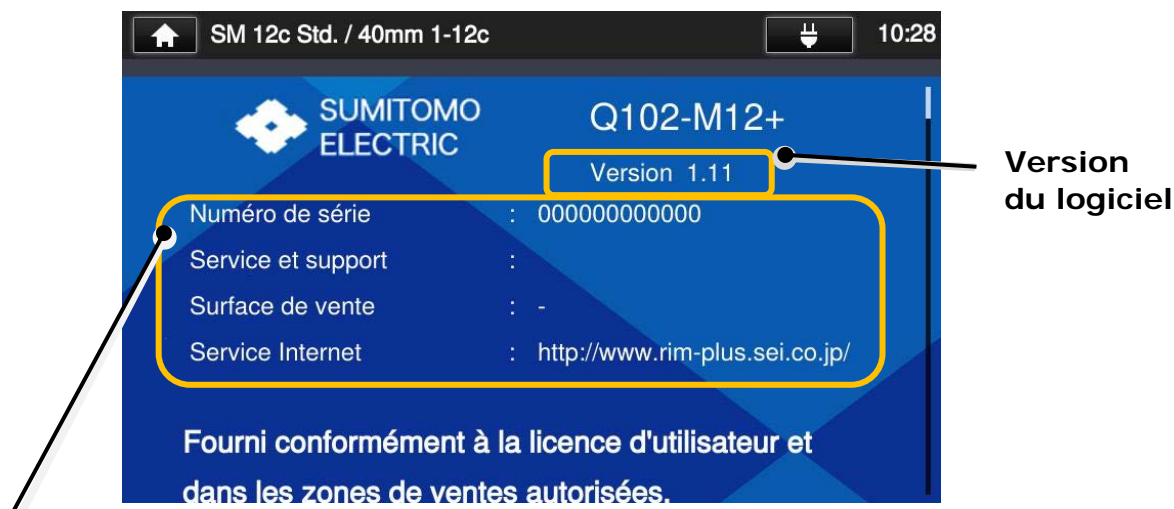 SM 12c Std. / 40mm 1-12c 10:28
SUMITOMO
ELECTRIC
Q102-M12+
Version 1.11
Version
du logiciel
Numéro de série : 000000000000
Service et support :
Surface de vente : -
Service Internet : http://www.rim-plus.sei.co.jp/
Fourni conformément à la licence d'utilisateur et
dans les zones de ventes autorisées.